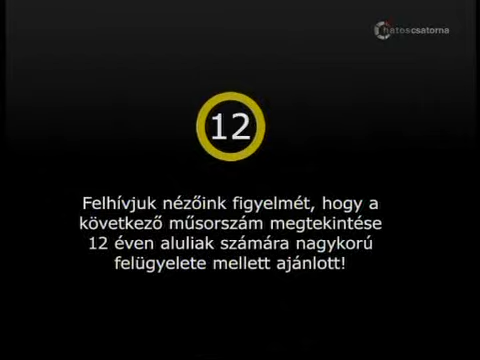 hatoscsatorna
12
Felhívjuk nézőink figyelmét, hogy a
következő műsorszám megtekintése
12 éven aluliak számára nagykorú
felügyelete mellett ajánlott!